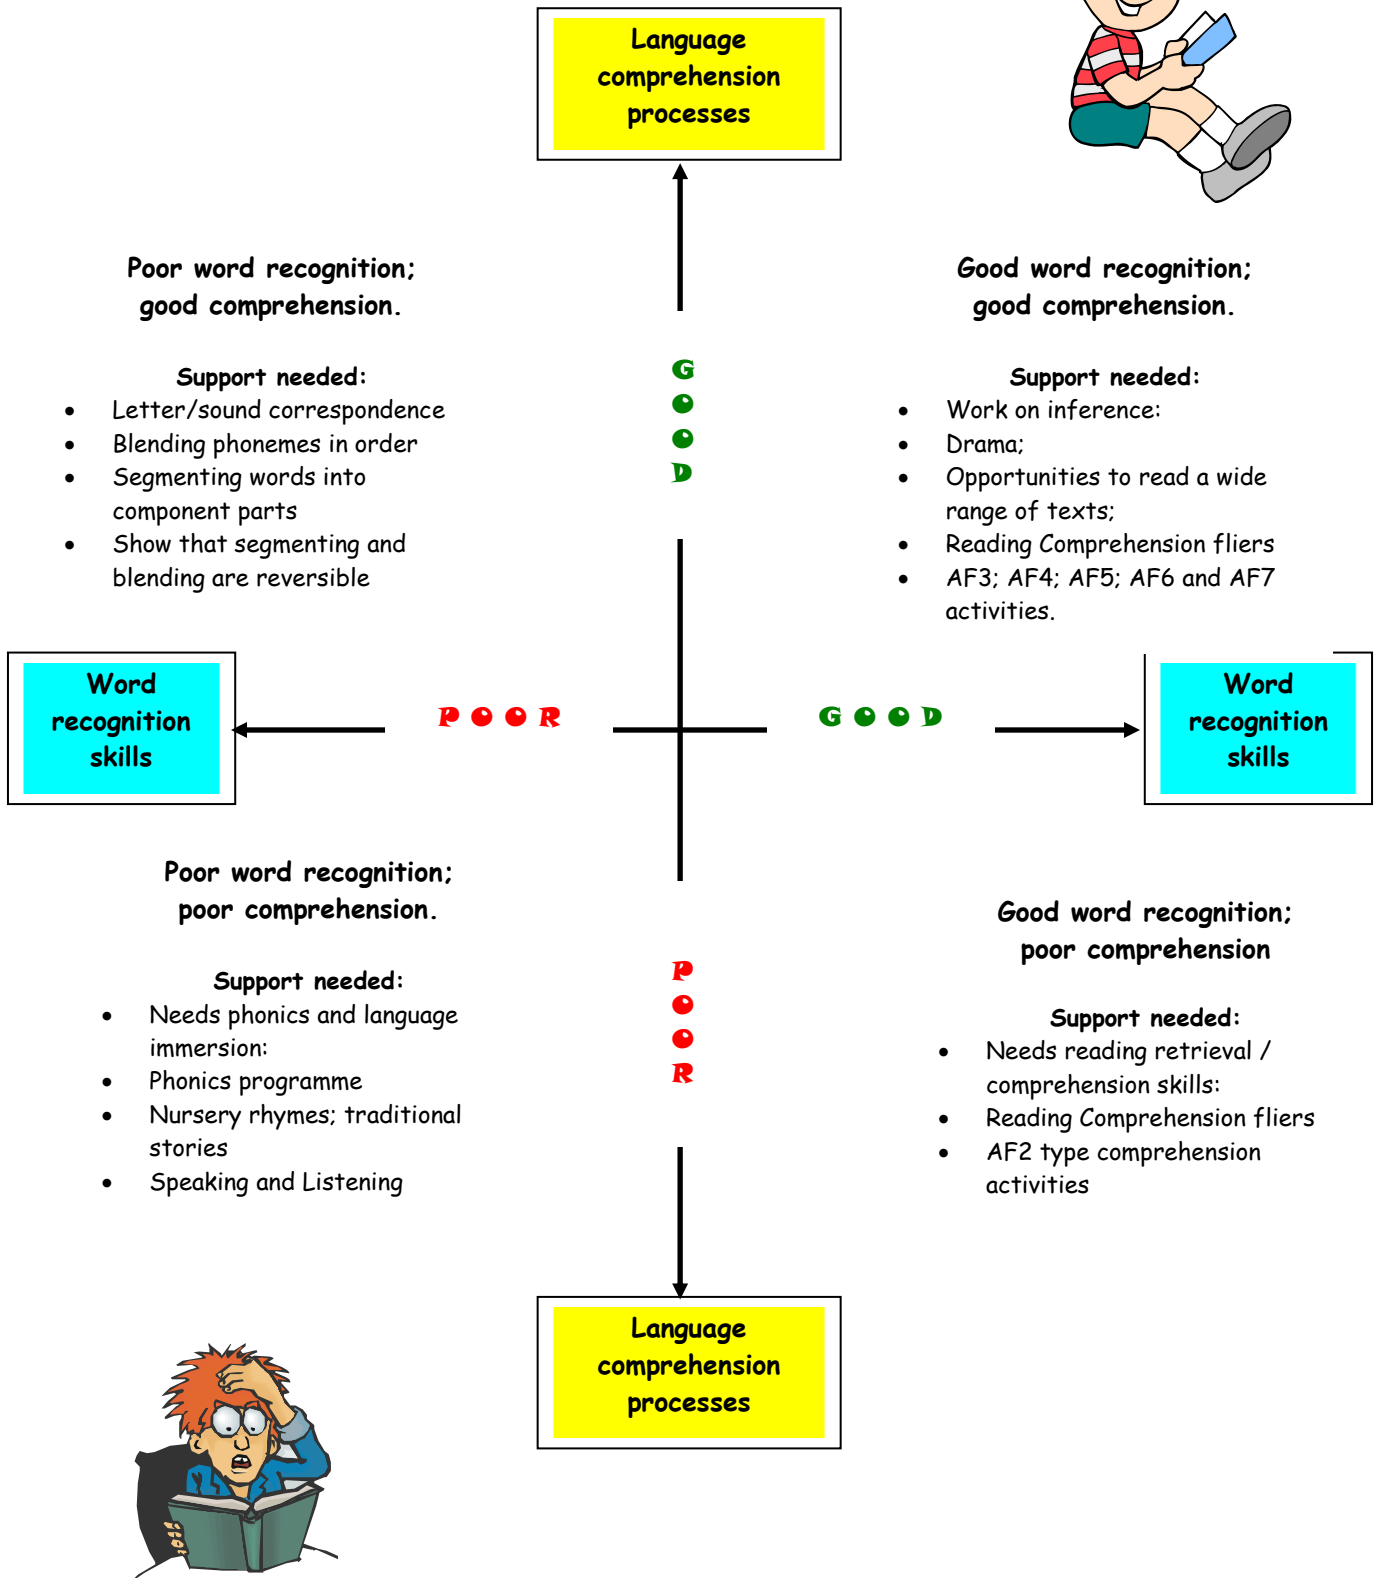 Language
comprehension
processes
Poor word recognition;
good comprehension.
Support needed:
• Letter/sound correspondence
• Blending phonemes in order
• Segmenting words into
component parts
• Show that segmenting and
blending are reversible
GOOD
Good word recognition;
good comprehension.
Support needed:
• Work on inference:
• Drama;
• Opportunities to read a wide
range of texts;
• Reading Comprehension fliers
• AF3; AF4; AF5; AF6 and AF7
activities.
Word
recognition
skills
POOR
GOOD
Word
recognition
skills
Poor word recognition;
poor comprehension.
Support needed:
• Needs phonics and language
immersion:
• Phonics programme
• Nursery rhymes; traditional
stories
• Speaking and Listening
POOR
Good word recognition;
poor comprehension
Support needed:
• Needs reading retrieval /
comprehension skills:
• Reading Comprehension fliers
• AF2 type comprehension
activities
Language
comprehension
processes